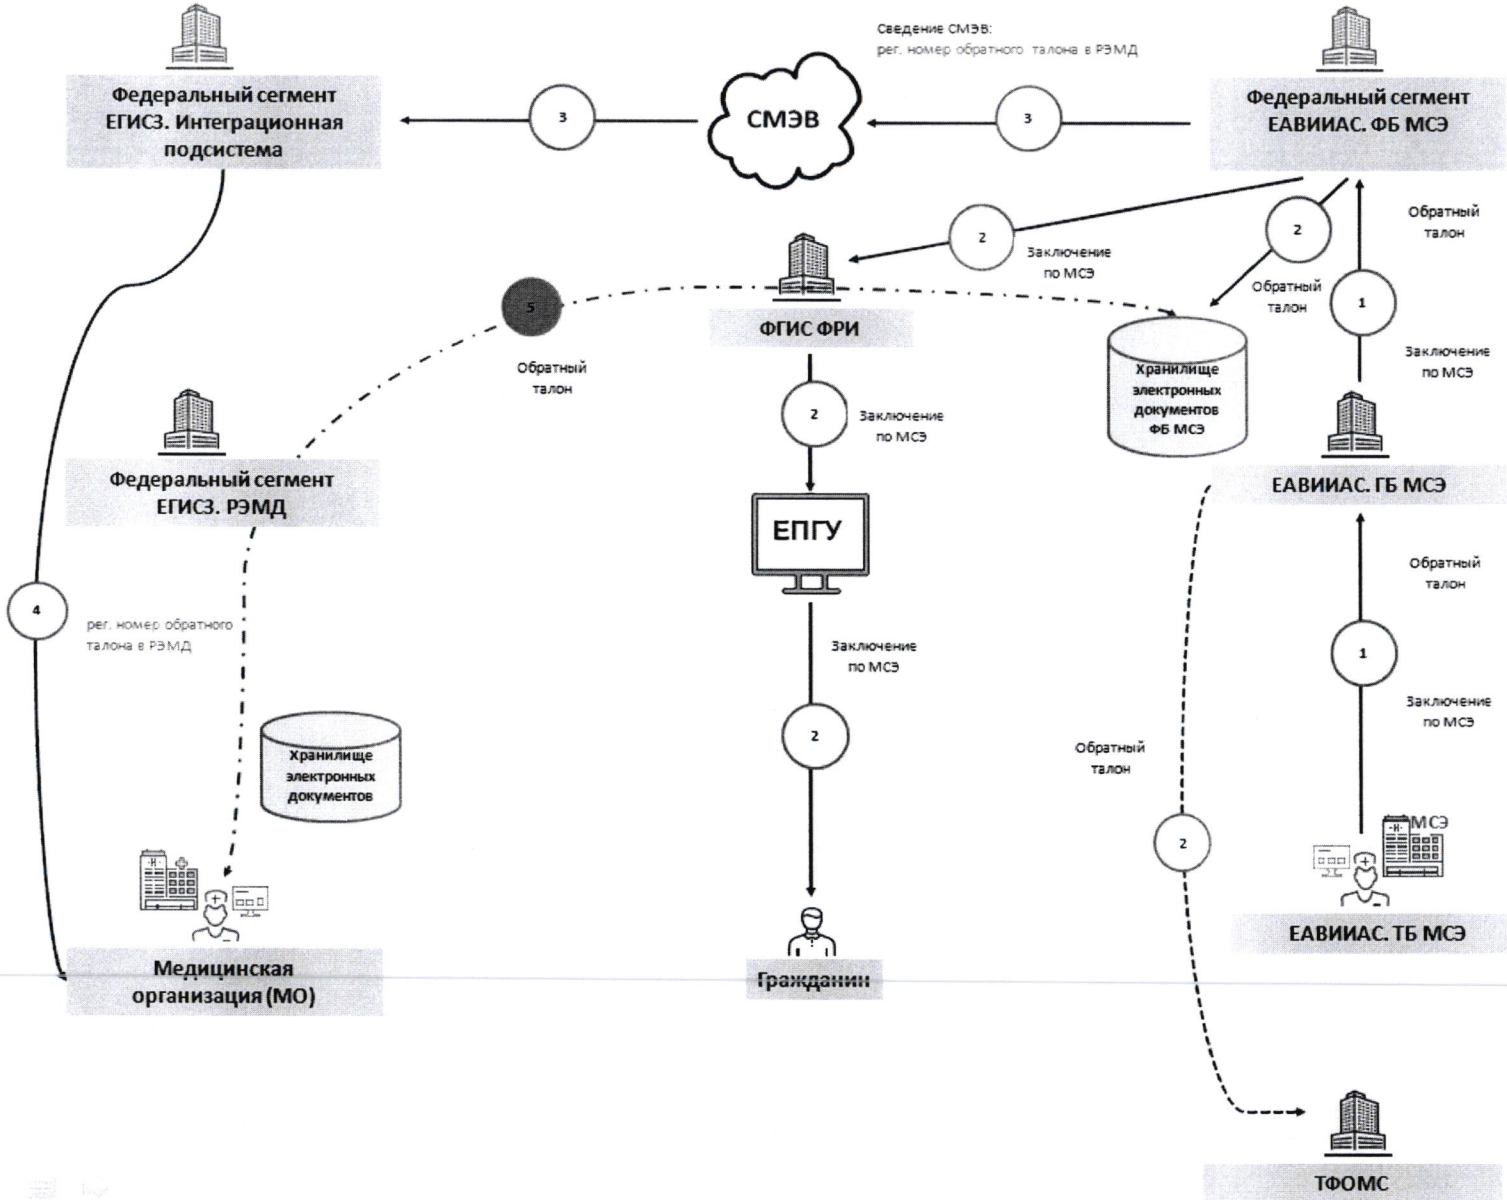 Сведение СМЭВ:
рег. номер обратного талона в РЭМД
Федеральный сегмент
ЕГИСЗ. Интеграционная
подсистема
3
СМЭВ
3
Федеральный сегмент
ЕАВИИАС. ФБ МСЭ
2
Заключение
по МСЭ
2
Обратный
талон
Обратный
талон
1
Заключение
по МСЭ
5
Обратный
талон
ФГИС ФРИ
Хранилище
электронных
документов
ФБ МСЭ
2
Заключение
по МСЭ
Федеральный сегмент
ЕГИСЗ. РЭМД
ЕАВИИАС. ГБ МСЭ
ЕПГУ
Обратный
талон
4
рег. номер обратного
талона в РЭМД
Заключение
по МСЭ
1
Заключение
по МСЭ
2
Обратный
талон
Хранилище
электронных
документов
2
Н
Н
МСЭ
ЕАВИИАС. ТБ МСЭ
Медицинская
организация (МО)
Гражданин
ТФОМС